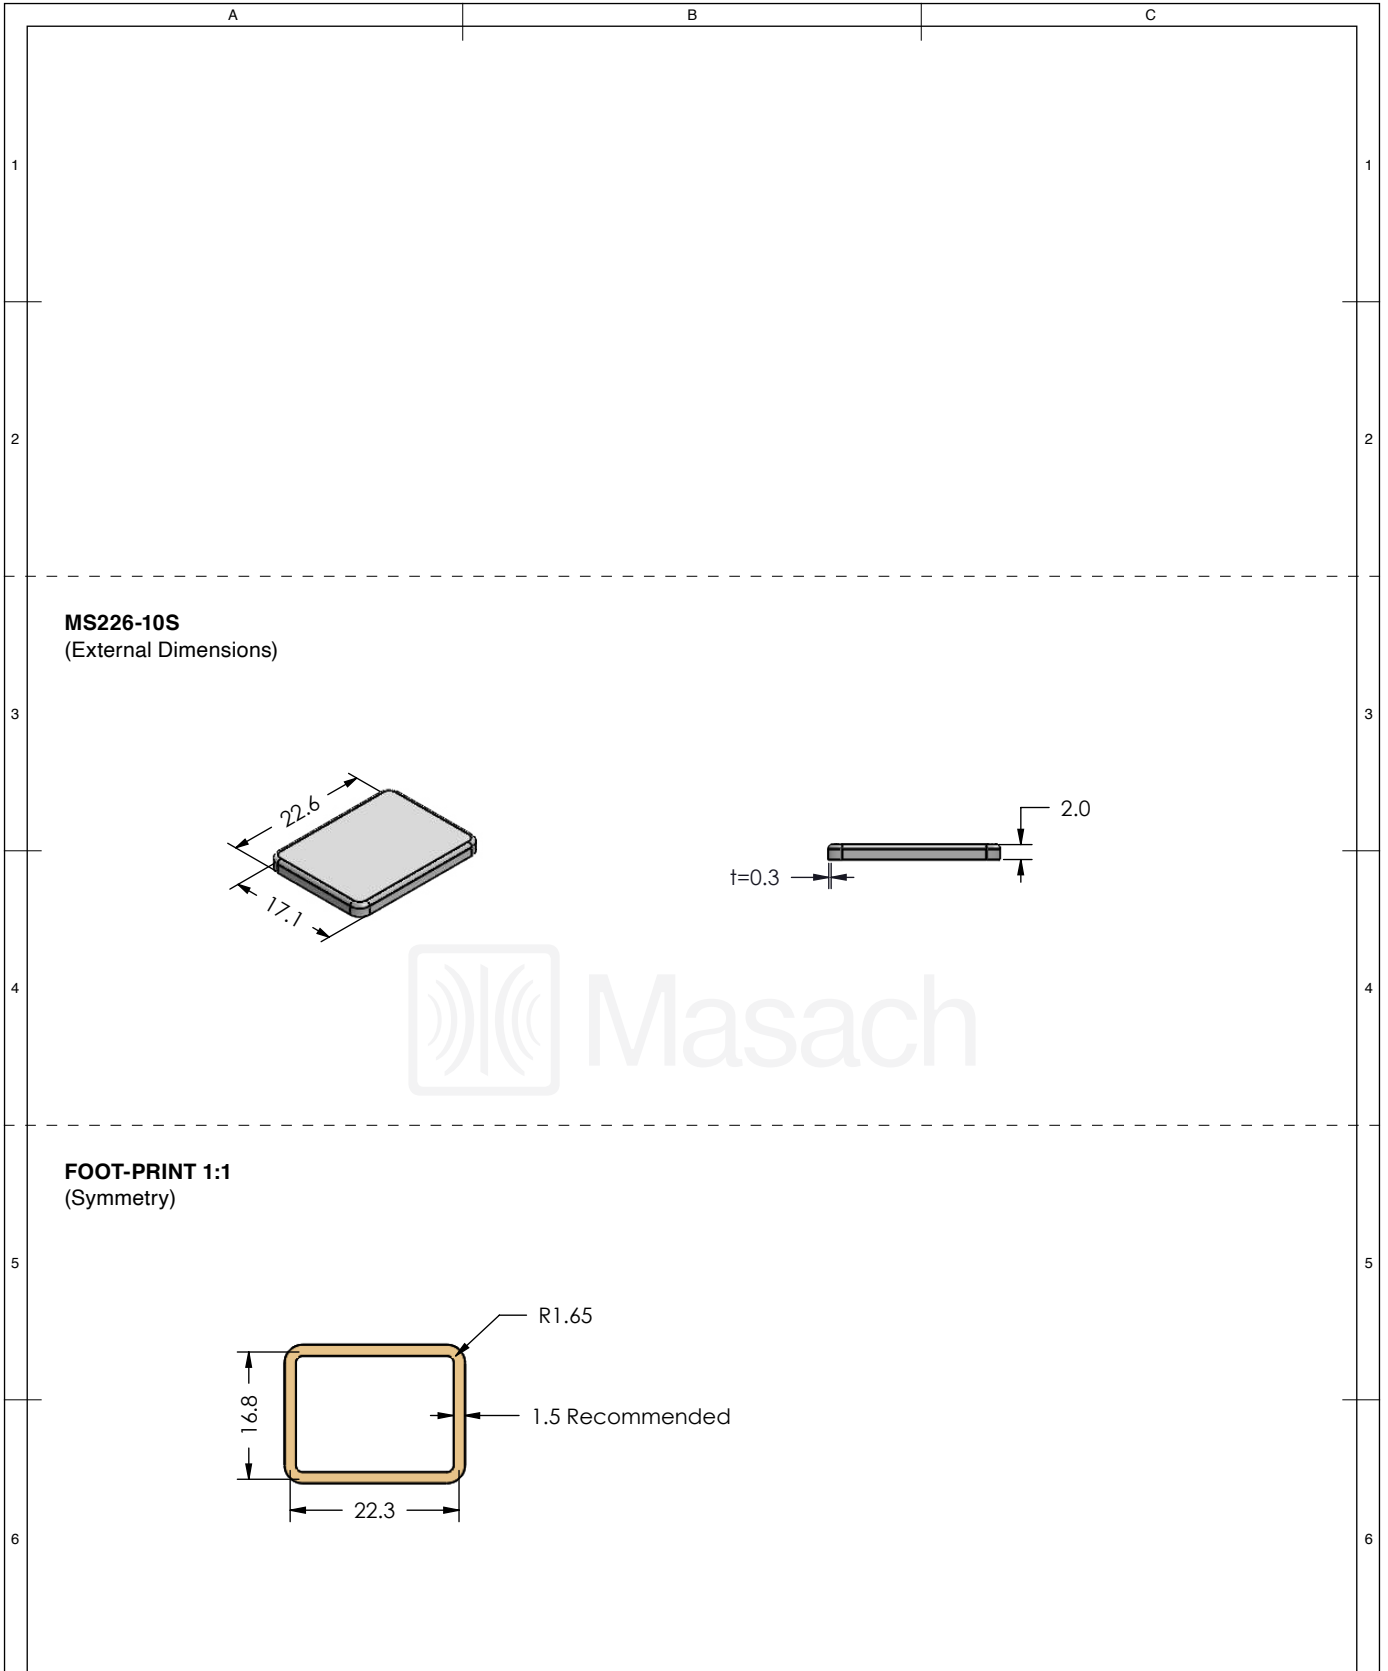 A B C
1 1
2 2
MS226-10S
(External Dimensions)
3 3
22.6
17.1
2.0
t=0.3
4 4
Masach
FOOT-PRINT 1:1
(Symmetry)
5 5
R1.65
16.8
1.5 Recommended
22.3
6 6